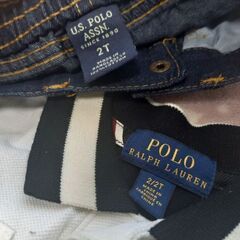 U.S. POLO
ASSN.
SINCE 1890
2T
POLO
RALPH LAUREN
2/2T